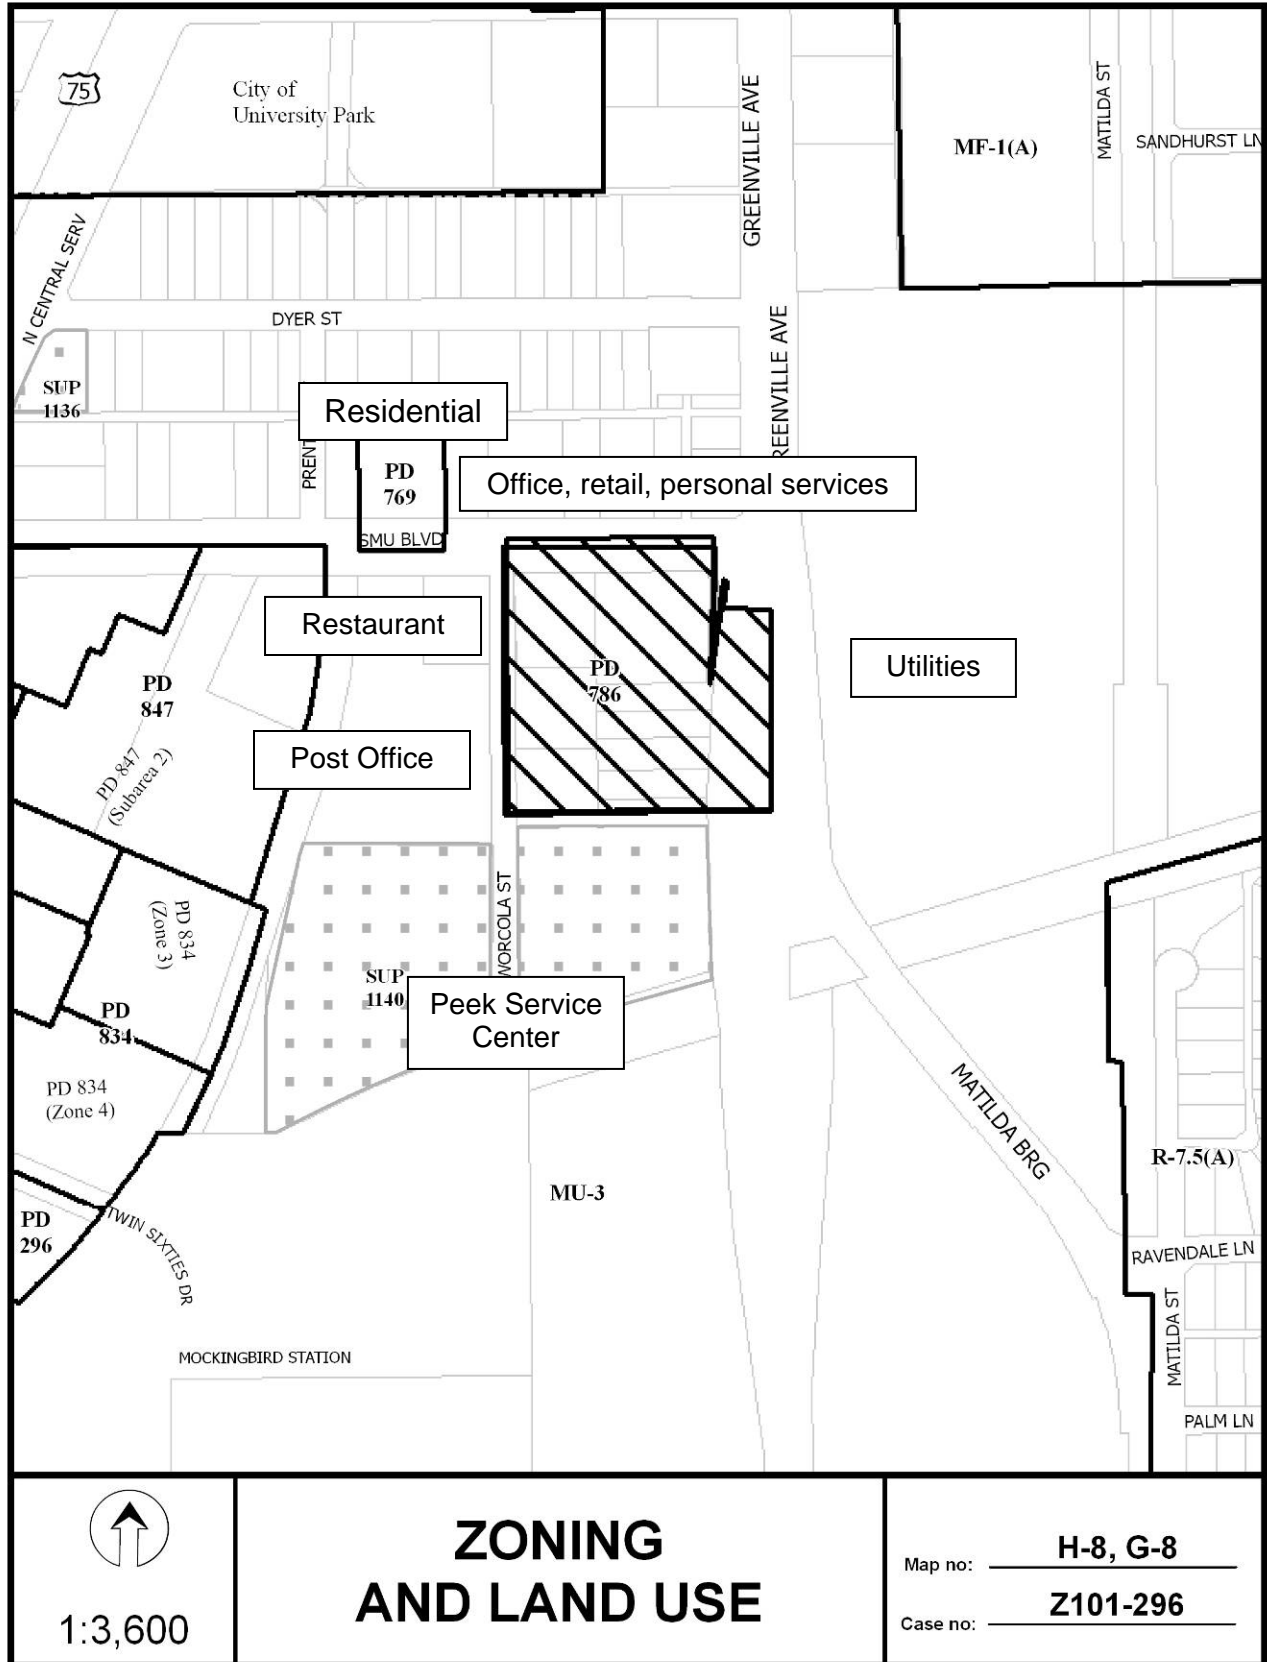 75
City of
University Park
GREENVILLE AVE
MATILDA ST
MF-1(A)
SANDHURST LN
N CENTRAL SERV
DYER ST
REENVILLE AVE
SUP
1136
Residential
PRENT
PD
769
Office, retail, personal services
SMU BLVD
Restaurant
Utilities
PD
786
PD
847
Post Office
PD 847
(Subarea 2)
WORCOLA ST
PD 834
(Zone 3)
SUP
1140
Peek Service
Center
PD
834
PD 834
(Zone 4)
MATILDA BRG
R-7.5(A)
MU-3
PD
296
TWIN SIXTIES DR
RAVENDALE LN
MATILDA ST
MOCKINGBIRD STATION
PALM LN
1:3,600
ZONING
AND LAND USE
Map no: H-8, G-8
Case no: Z101-296